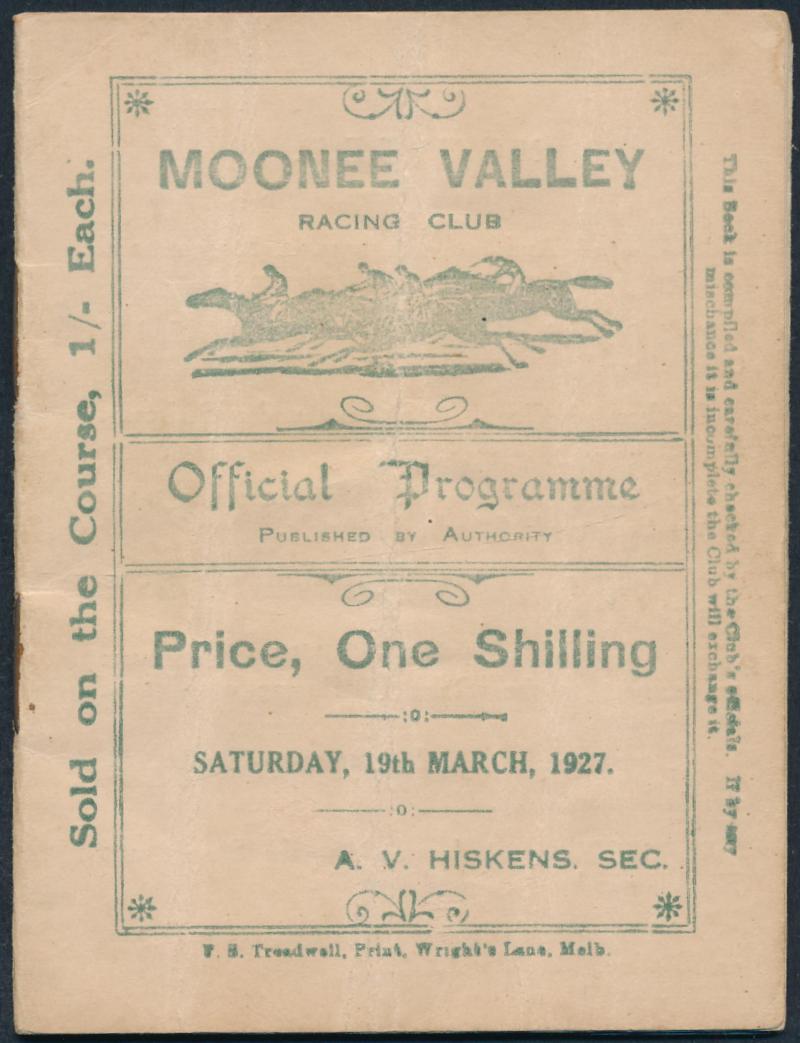 MOONEE VALLEY
RACING CLUB
Official Programme
PUBLISHED BY AUTHORITY
Price, One Shilling
:o:
SATURDAY, 19th MARCH, 1927.
:o:
A. V. HISKENS. SEC.
F. S. Treadwell, Print, Wright's Lane, Melb.
Sold on the Course, 1/- Each.
This Book is compiled and carefully checked by the Club's officials. If by any
mischance it is incomplete the Club will exchange it.